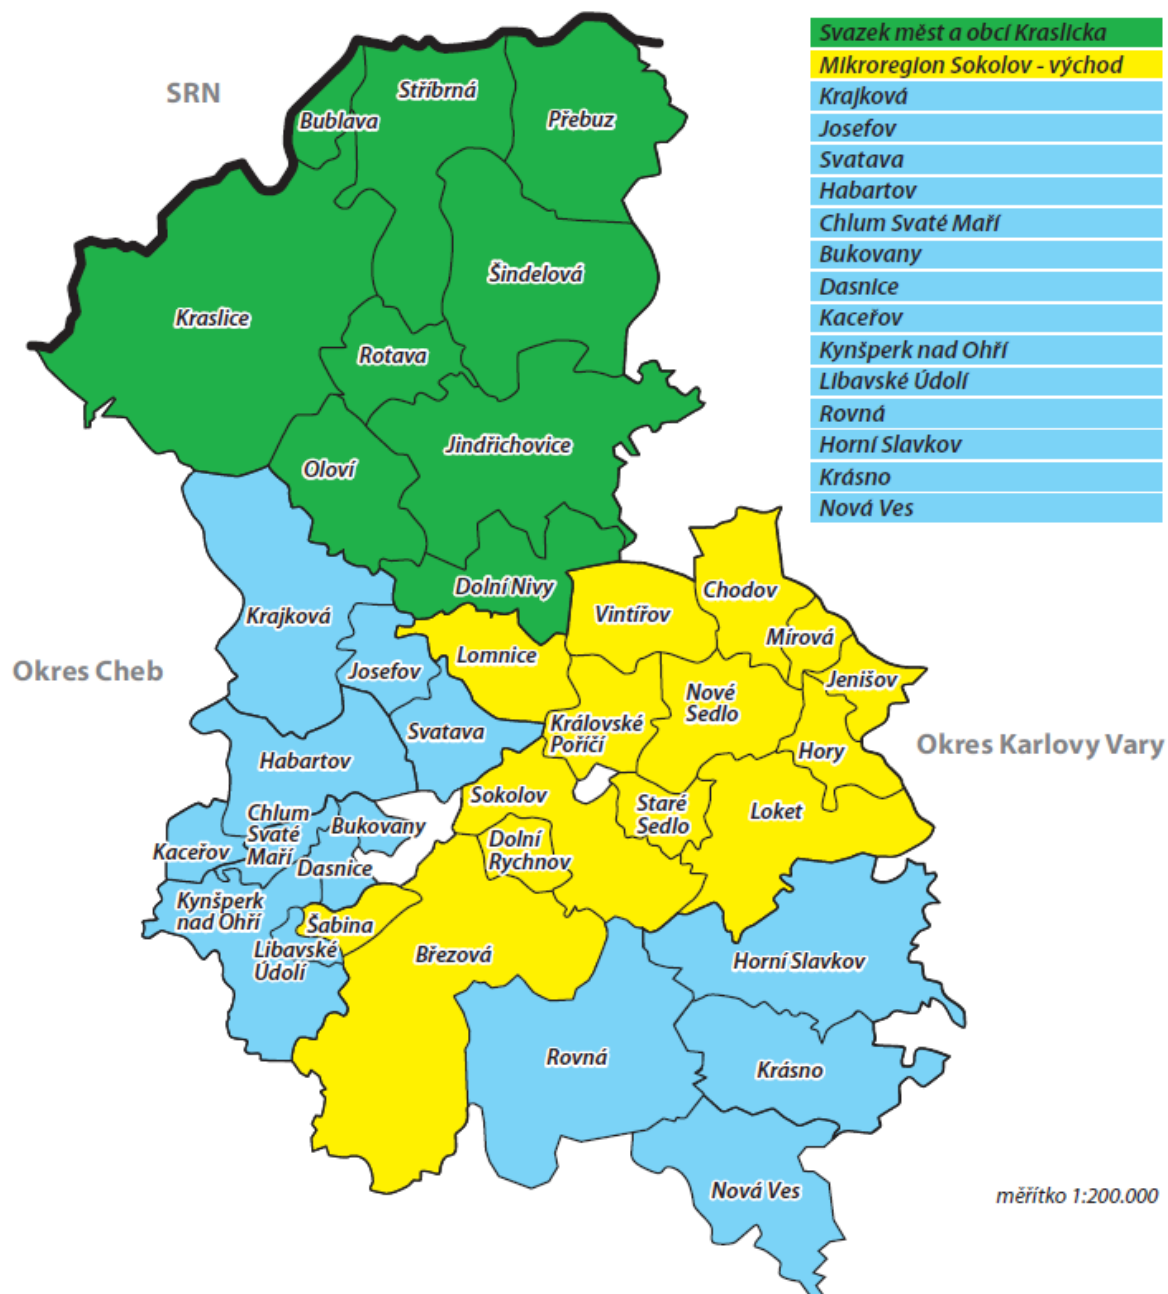 Svazek měst a obcí Kraslicka
Mikroregion Sokolov - východ
Krajková
Josefov
Svatava
Habartov
Chlum Svaté Maří
Bukovany
Dasnice
Kaceřov
Kynšperk nad Ohří
Libavské Údolí
Rovná
Horní Slavkov
Krásno
Nová Ves
SRN
Stříbrná
Bublava
Přebuz
Šindelová
Kraslice
Rotava
Jindřichovice
Oloví
Dolní Nivy
Chodov
Vintířov
Krajková
Mírová
Lomnice
Okres Cheb
Josefov
Jenišov
Nové
Sedlo
Královské
Poříčí
Svatava
Okres Karlovy Vary
Hory
Habartov
Sokolov
Staré
Sedlo
Loket
Chlum
Svaté
Maří
Bukovany
Dolní
Rychnov
Kaceřov
Dasnice
Kynšperk
nad Ohří
Šabina
Libavské
Údolí
Březová
Horní Slavkov
Rovná
Krásno
Nová Ves
měřítko 1:200.000